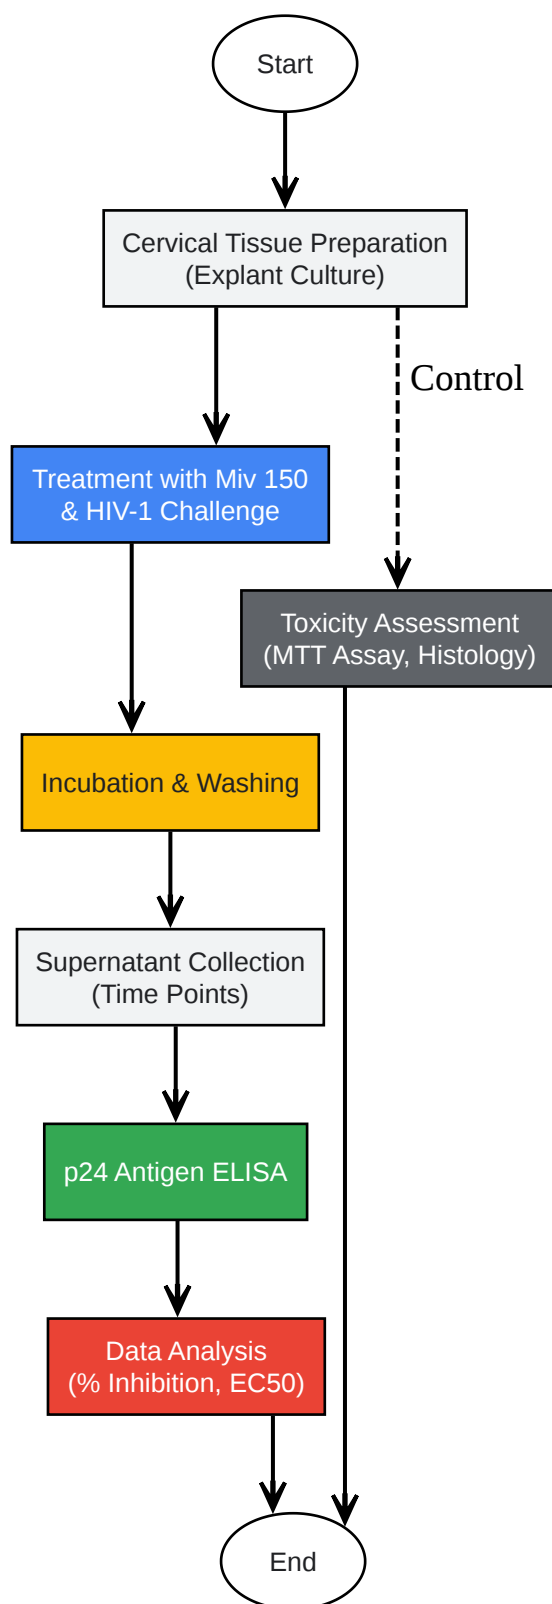 Start
Cervical Tissue Preparation
(Explant Culture)
Control
Treatment with Miv 150
& HIV-1 Challenge
Toxicity Assessment
(MTT Assay, Histology)
Incubation & Washing
Supernatant Collection
(Time Points)
p24 Antigen ELISA
Data Analysis
(% Inhibition, EC50)
End